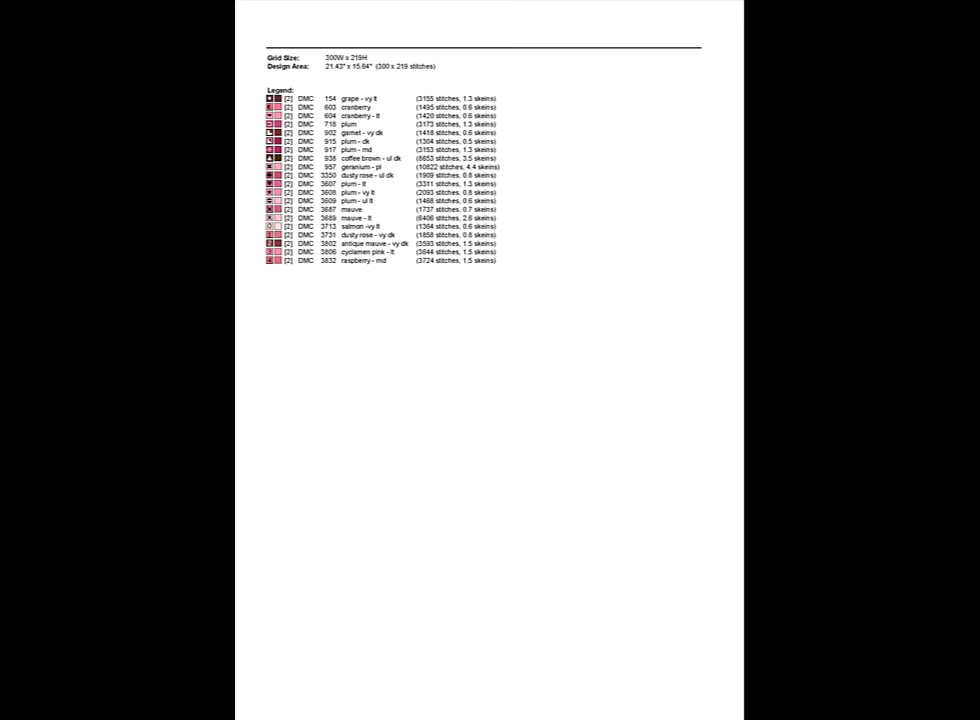 Grid Size: 300W x 219H
Design Area: 21.43" x 15.64" (300 x 219 stitches)
Legend:
[2] DMC 154 grape - vy lt (3155 stitches, 1.3 skeins)
[2] DMC 603 cranberry (1495 stitches, 0.6 skeins)
[2] DMC 604 cranberry - lt (1420 stitches, 0.6 skeins)
[2] DMC 718 plum (3173 stitches, 1.3 skeins)
[2] DMC 902 garnet - vy dk (1418 stitches, 0.6 skeins)
[2] DMC 915 plum - dk (1304 stitches, 0.5 skeins)
[2] DMC 917 plum - md (3153 stitches, 1.3 skeins)
[2] DMC 938 coffee brown - ul dk (8653 stitches, 3.5 skeins)
[2] DMC 957 geranium - pl (10822 stitches, 4.4 skeins)
[2] DMC 3350 dusty rose - ul dk (1909 stitches, 0.8 skeins)
[2] DMC 3607 plum - lt (3311 stitches, 1.3 skeins)
[2] DMC 3608 plum - vy lt (2093 stitches, 0.8 skeins)
[2] DMC 3609 plum - ul lt (1468 stitches, 0.6 skeins)
[2] DMC 3687 mauve (1737 stitches, 0.7 skeins)
[2] DMC 3689 mauve - lt (6406 stitches, 2.6 skeins)
[2] DMC 3713 salmon -vy lt (1364 stitches, 0.6 skeins)
[2] DMC 3731 dusty rose - vy dk (1858 stitches, 0.8 skeins)
[2] DMC 3802 antique mauve - vy dk (3593 stitches, 1.5 skeins)
[2] DMC 3806 cyclamen pink - lt (3644 stitches, 1.5 skeins)
[2] DMC 3832 raspberry - md (3724 stitches, 1.5 skeins)